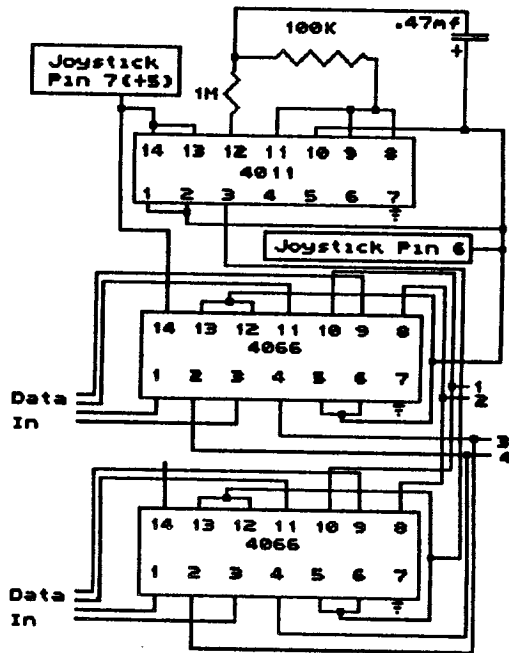 100K
.47mf
+
Joystick
Pin 7(+5)
1M
14 13 12 11 10 9 8
4011
1 2 3 4 5 6 7
Joystick Pin 6
14 13 12 11 10 9 8
4066
1 2 3 4 5 6 7
1
2
Data
In
3
4
14 13 12 11 10 9 8
4066
1 2 3 4 5 6 7
Data
In